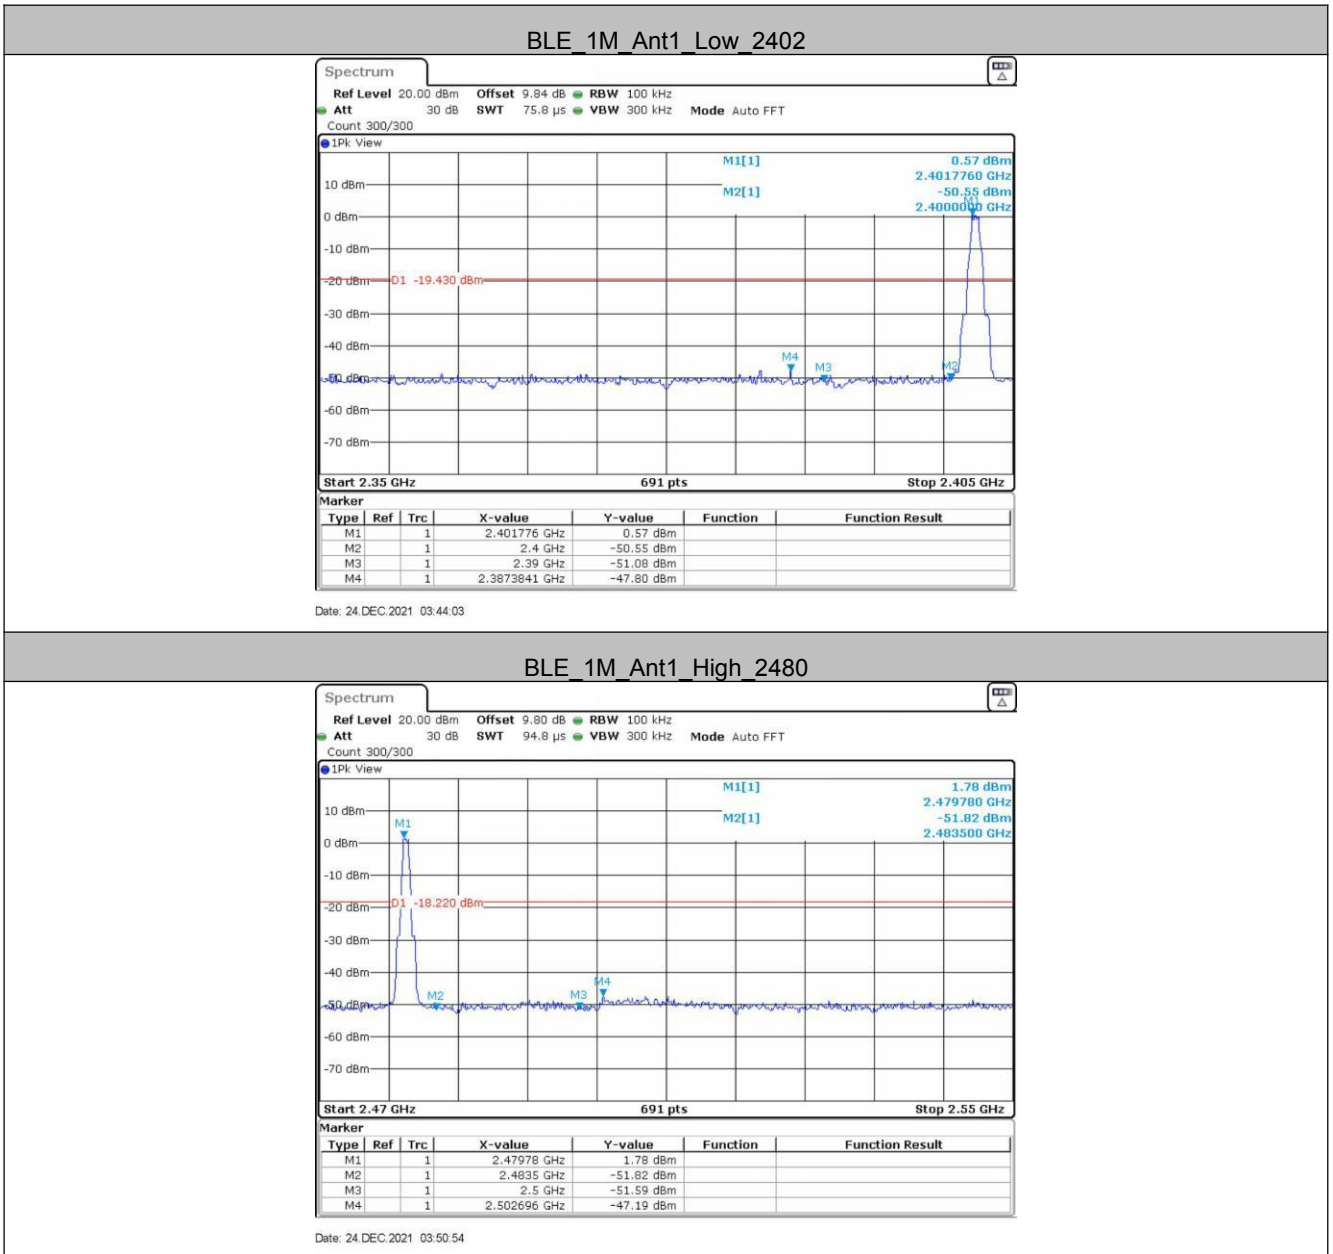 BLE_1M_Ant1_Low_2402
Spectrum
Ref Level 20.00 dBm Offset 9.84 dB RBW 100 kHz
Att 30 dB SWT 75.8 µs VBW 300 kHz Mode Auto FFT
Count 300/300
1Pk View
M1[1] 0.57 dBm
2.4017760 GHz
M2[1] -50.55 dBm
2.4000000 GHz
M1
10 dBm
0 dBm
-10 dBm
-20 dBm D1 -19.430 dBm
-30 dBm
-40 dBm
M4 M3 M2
-50 dBm
-60 dBm
-70 dBm
Start 2.35 GHz 691 pts Stop 2.405 GHz
Marker
Type Ref Trc X-value Y-value Function Function Result
M1 1 2.401776 GHz 0.57 dBm
M2 1 2.4 GHz -50.55 dBm
M3 1 2.39 GHz -51.08 dBm
M4 1 2.3873841 GHz -47.80 dBm
Date: 24.DEC.2021 03:44:03
BLE_1M_Ant1_High_2480
Spectrum
Ref Level 20.00 dBm Offset 9.80 dB RBW 100 kHz
Att 30 dB SWT 94.8 µs VBW 300 kHz Mode Auto FFT
Count 300/300
1Pk View
M1[1] 1.78 dBm
2.479780 GHz
M2[1] -51.82 dBm
2.483500 GHz
10 dBm
M1
0 dBm
-10 dBm
-20 dBm D1 -18.220 dBm
-30 dBm
-40 dBm
M2 M3 M4
-50 dBm
-60 dBm
-70 dBm
Start 2.47 GHz 691 pts Stop 2.55 GHz
Marker
Type Ref Trc X-value Y-value Function Function Result
M1 1 2.47978 GHz 1.78 dBm
M2 1 2.4835 GHz -51.82 dBm
M3 1 2.5 GHz -51.59 dBm
M4 1 2.502696 GHz -47.19 dBm
Date: 24.DEC.2021 03:50:54